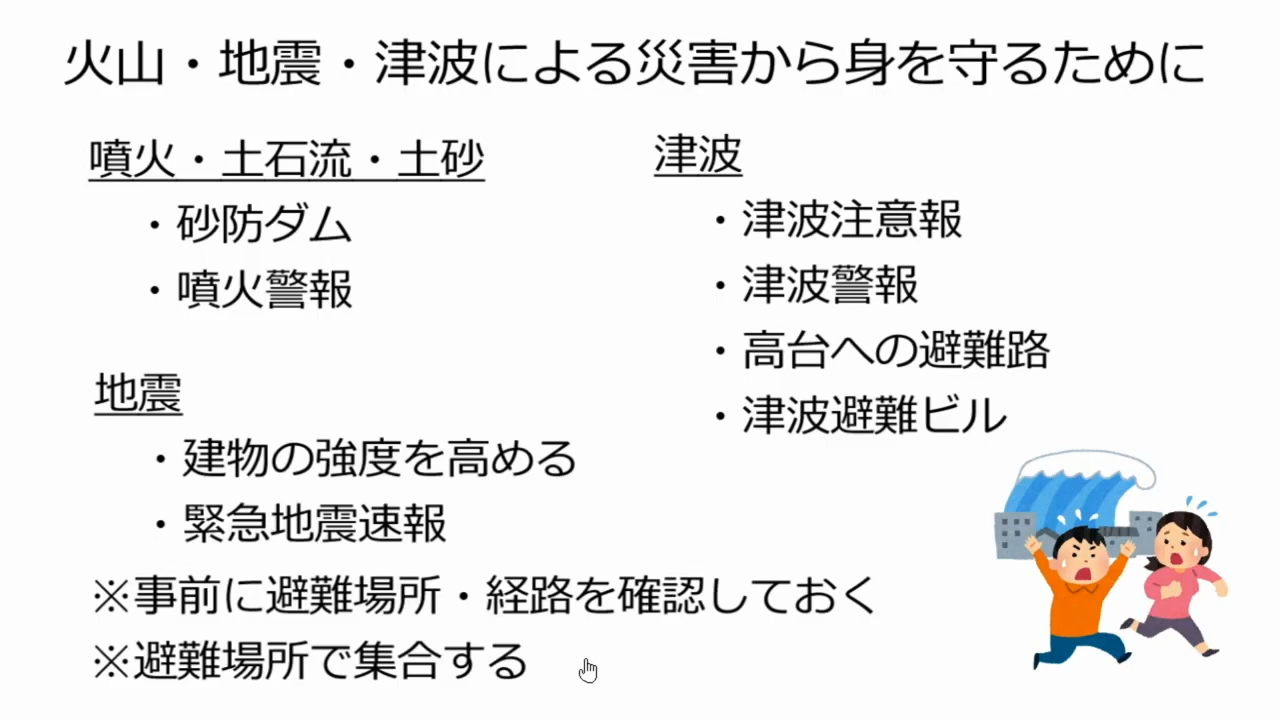 火山・地震・津波による災害から身を守るために
噴火・土石流・土砂
・砂防ダム
・噴火警報
地震
・建物の強度を高める
・緊急地震速報
津波
・津波注意報
・津波警報
・高台への避難路
・津波避難ビル
※事前に避難場所・経路を確認しておく
※避難場所で集合する